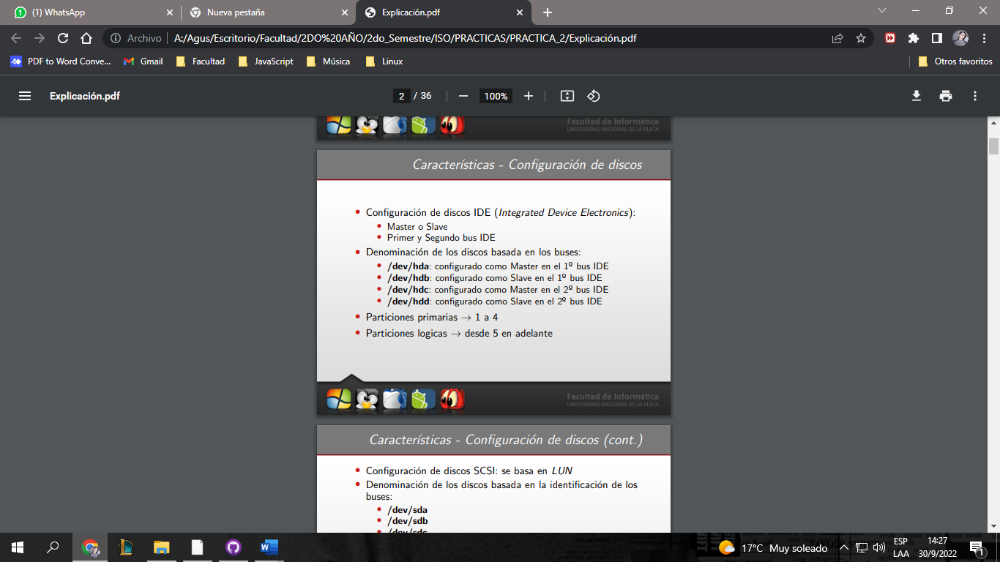 (1) WhatsApp
Nueva pestaña
Explicación.pdf
Archivo
A:/Agus/Escritorio/Facultad/2DO%20AÑO/2do_Semestre/ISO/PRACTICAS/PRACTICA_2/Explicación.pdf
PDF to Word Conve...
Gmail
Facultad
JavaScript
Música
Linux
Otros favoritos
Explicación.pdf
2 / 36
100%
Facultad de Informática
UNIVERSIDAD NACIONAL DE LA PLATA
Características - Configuración de discos
• Configuración de discos IDE (Integrated Device Electronics):
• Master o Slave
• Primer y Segundo bus IDE
• Denominación de los discos basada en los buses:
• /dev/hda: configurado como Master en el 1º bus IDE
• /dev/hdb: configurado como Slave en el 1º bus IDE
• /dev/hdc: configurado como Master en el 2º bus IDE
• /dev/hdd: configurado como Slave en el 2º bus IDE
• Particiones primarias → 1 a 4
• Particiones logicas → desde 5 en adelante
Facultad de Informática
UNIVERSIDAD NACIONAL DE LA PLATA
Características - Configuración de discos (cont.)
• Configuración de discos SCSI: se basa en LUN
• Denominación de los discos basada en la identificación de los
buses:
• /dev/sda
• /dev/sdb
• /dev/sdc
17°C Muy soleado
ESP
LAA
14:27
30/9/2022
1